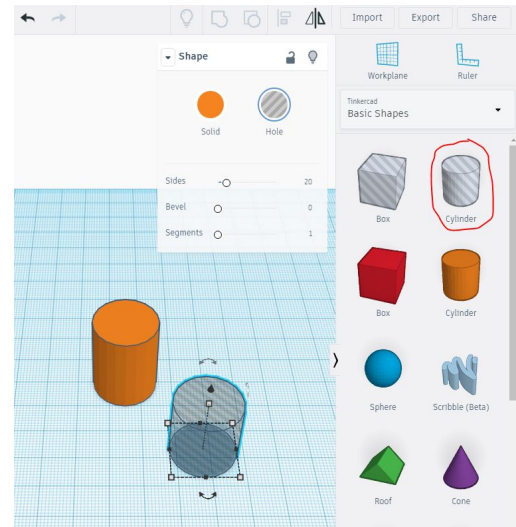 Import Export Share
Shape
Workplane Ruler
Tinkercad
Basic Shapes
Solid Hole
Sides 20
Bevel 0
Segments 1
Box Cylinder
Box Cylinder
Sphere Scribble (Beta)
Roof Cone